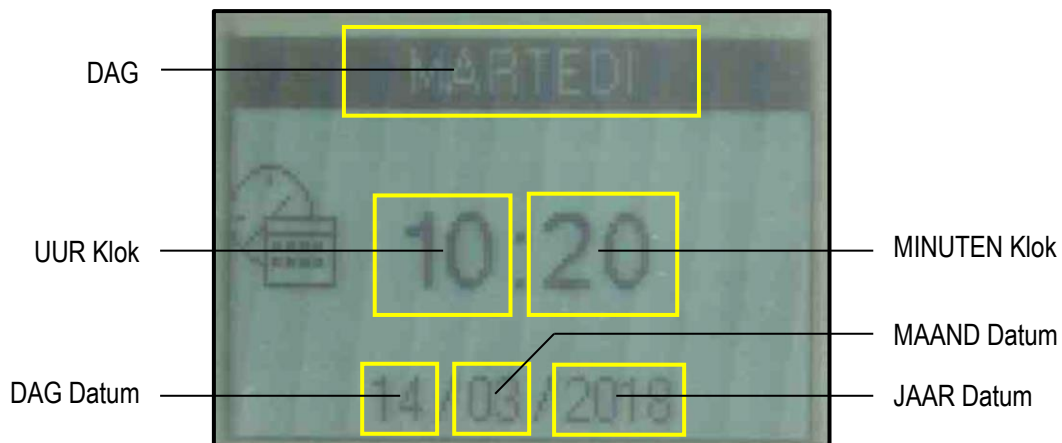 MARTEDI
DAG
10:20
UUR Klok
MINUTEN Klok
MAAND Datum
14/03/2018
DAG Datum
JAAR Datum